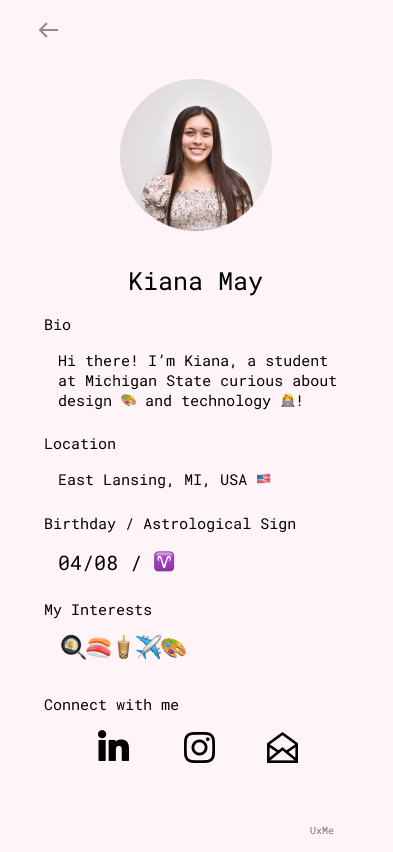 Kiana May
Bio
Hi there! I’m Kiana, a student
at Michigan State curious about
design 🎨 and technology 👩‍💻!
Location
East Lansing, MI, USA 🇺🇸
Birthday / Astrological Sign
04/08 / ♈
My Interests
🍳🍣🧋✈️🎨
Connect with me
in
UxMe